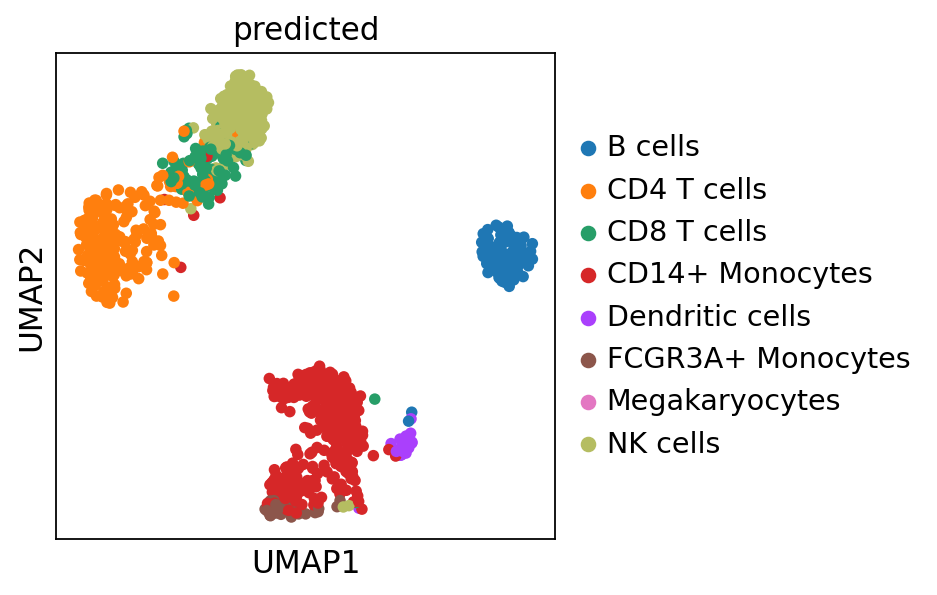 predicted
UMAP2
UMAP1
B cells
CD4 T cells
CD8 T cells
CD14+ Monocytes
Dendritic cells
FCGR3A+ Monocytes
Megakaryocytes
NK cells